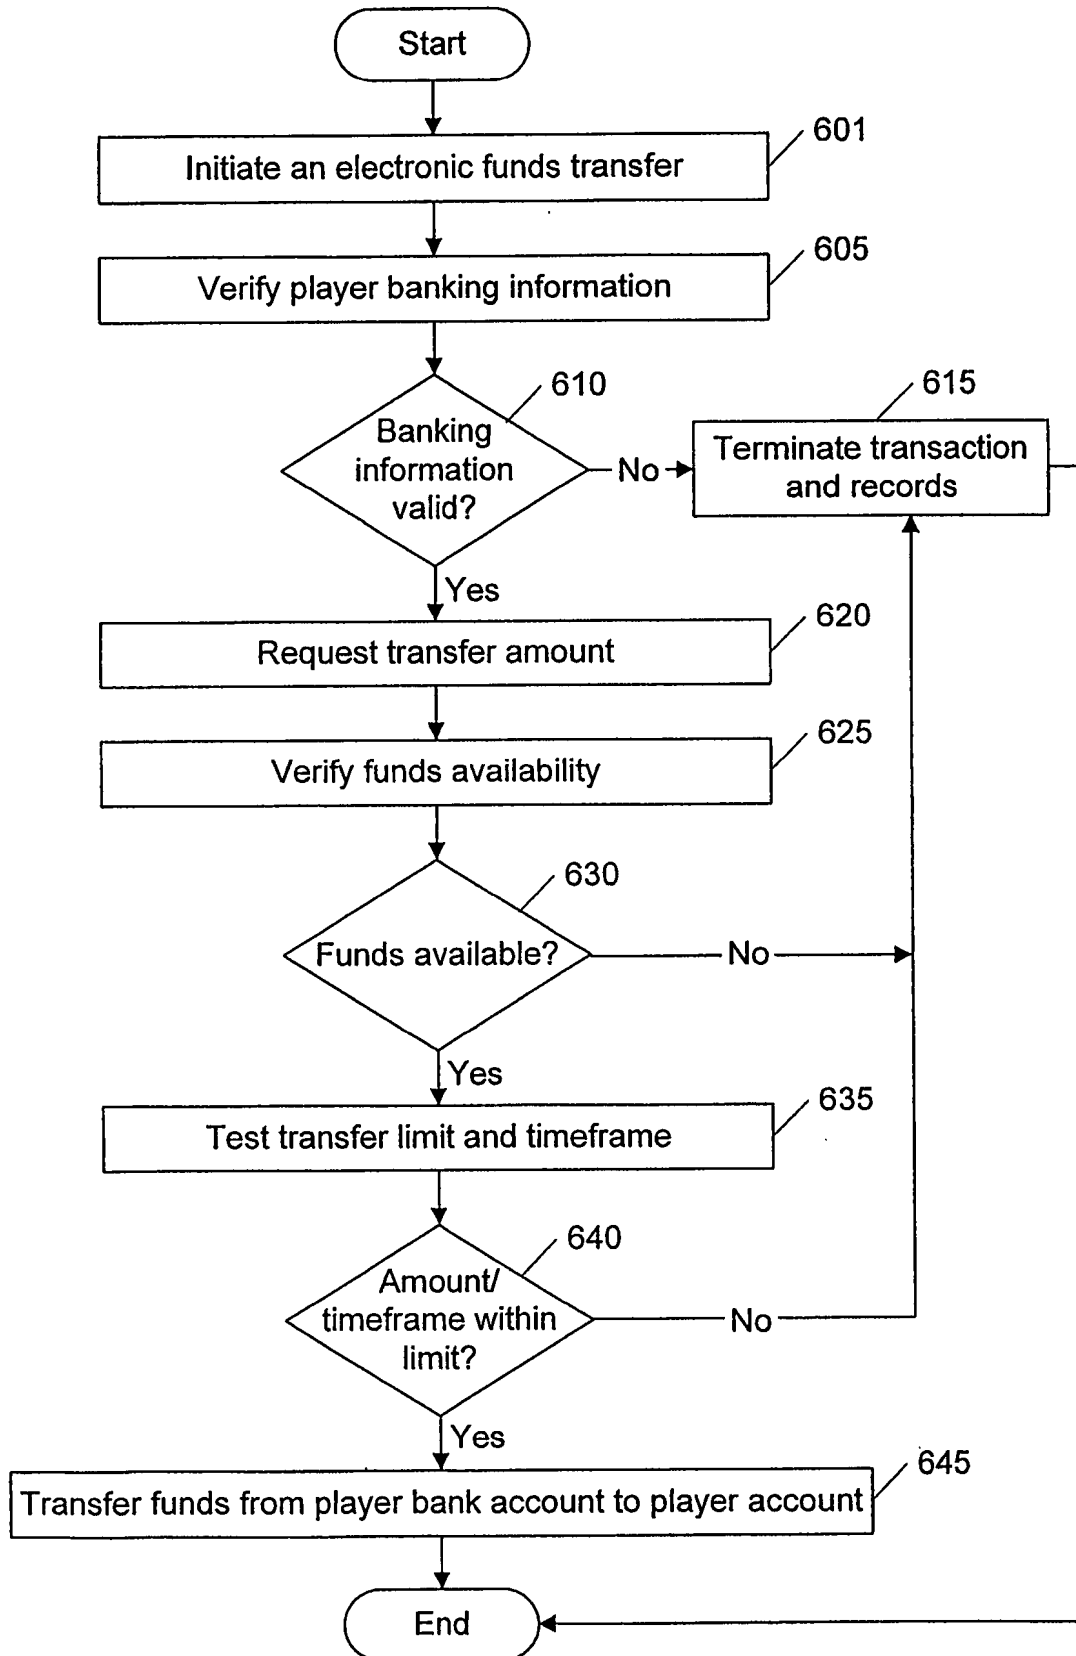 Start
601
Initiate an electronic funds transfer
605
Verify player banking information
610
Banking
information
valid?
No
615
Terminate transaction
and records
Yes
620
Request transfer amount
625
Verify funds availability
630
Funds available?
No
Yes
635
Test transfer limit and timeframe
640
Amount/
timeframe within
limit?
No
Yes
645
Transfer funds from player bank account to player account
End